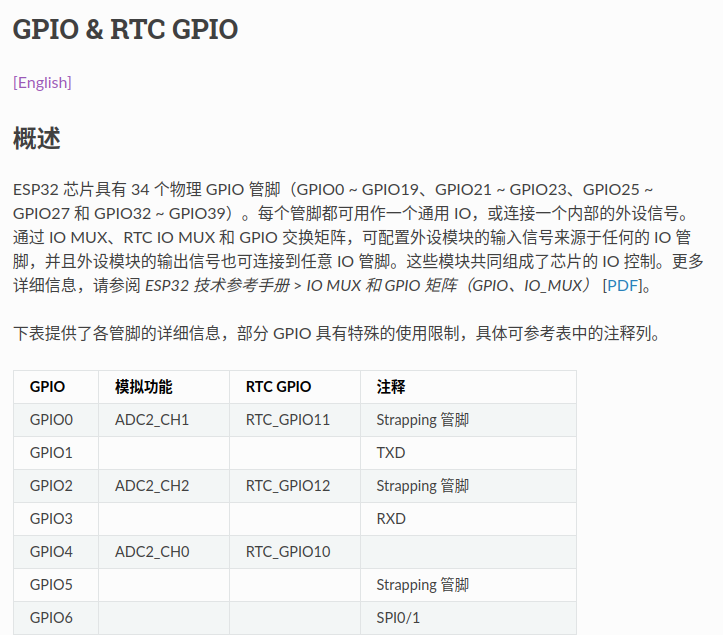 GPIO & RTC GPIO
[English]
概述
ESP32 芯片具有 34 个物理 GPIO 管脚（GPIO0 ~ GPIO19、GPIO21 ~ GPIO23、GPIO25 ~
GPIO27 和 GPIO32 ~ GPIO39）。每个管脚都可用作一个通用 IO，或连接一个内部的外设信号。
通过 IO MUX、RTC IO MUX 和 GPIO 交换矩阵，可配置外设模块的输入信号来源于任何的 IO 管
脚，并且外设模块的输出信号也可连接到任意 IO 管脚。这些模块共同组成了芯片的 IO 控制。更多
详细信息，请参阅 ESP32 技术参考手册 > IO MUX 和 GPIO 矩阵（GPIO、IO_MUX） [PDF]。
下表提供了各管脚的详细信息，部分 GPIO 具有特殊的使用限制，具体可参考表中的注释列。
GPIO 模拟功能 RTC GPIO 注释
GPIO0 ADC2_CH1 RTC_GPIO11 Strapping 管脚
GPIO1 TXD
GPIO2 ADC2_CH2 RTC_GPIO12 Strapping 管脚
GPIO3 RXD
GPIO4 ADC2_CH0 RTC_GPIO10
GPIO5 Strapping 管脚
GPIO6 SPI0/1